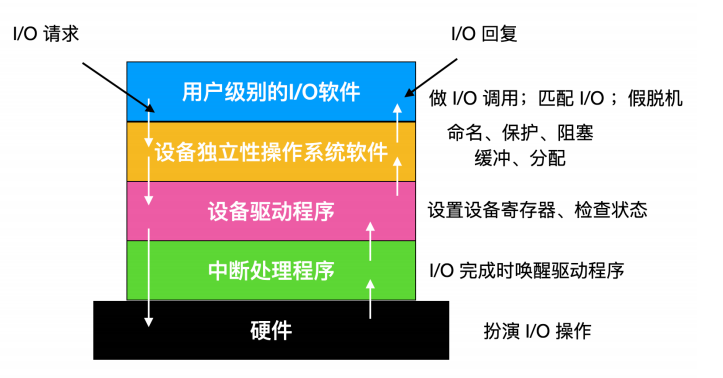 I/O 请求
I/O 回复
用户级别的I/O软件
做 I/O 调用；匹配 I/O ；假脱机
设备独立性操作系统软件
命名、保护、阻塞
缓冲、分配
设备驱动程序
设置设备寄存器、检查状态
中断处理程序
I/O 完成时唤醒驱动程序
硬件
扮演 I/O 操作